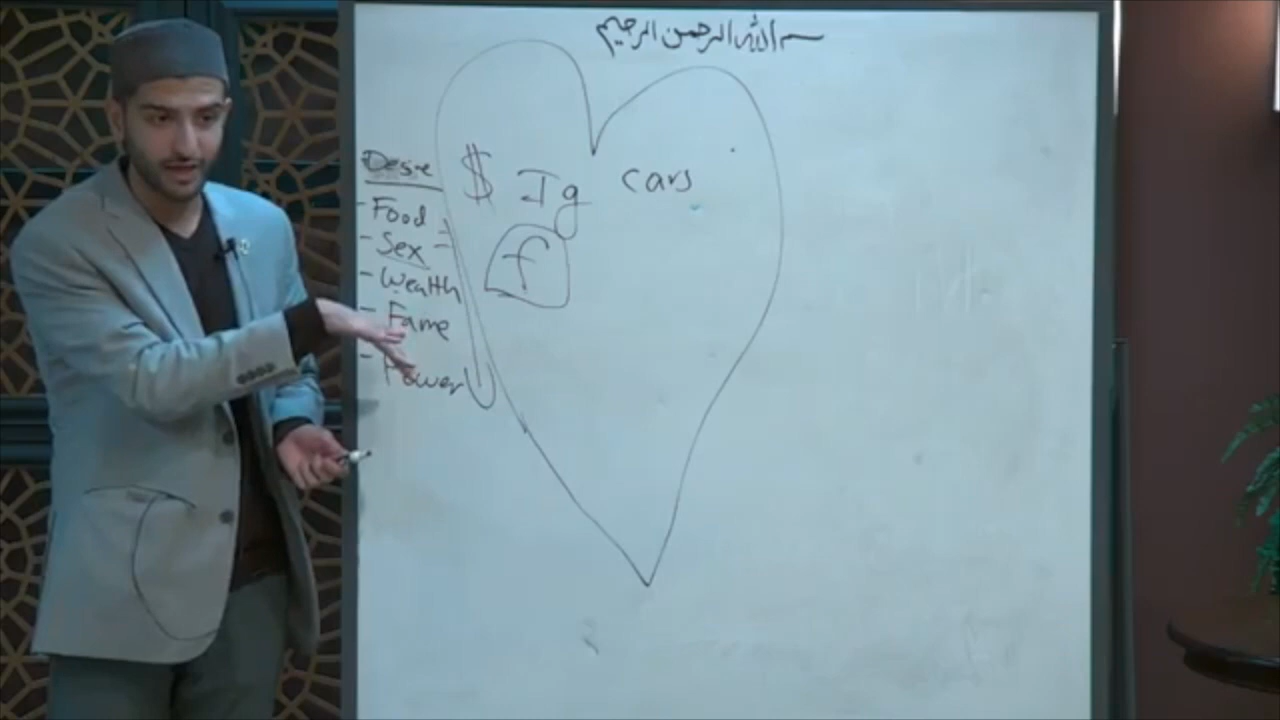 بسم الله الرحمن الرحيم
Desire
$ Ig cars
- Food
- Sex
- Wealth
- Fame
- Power
f